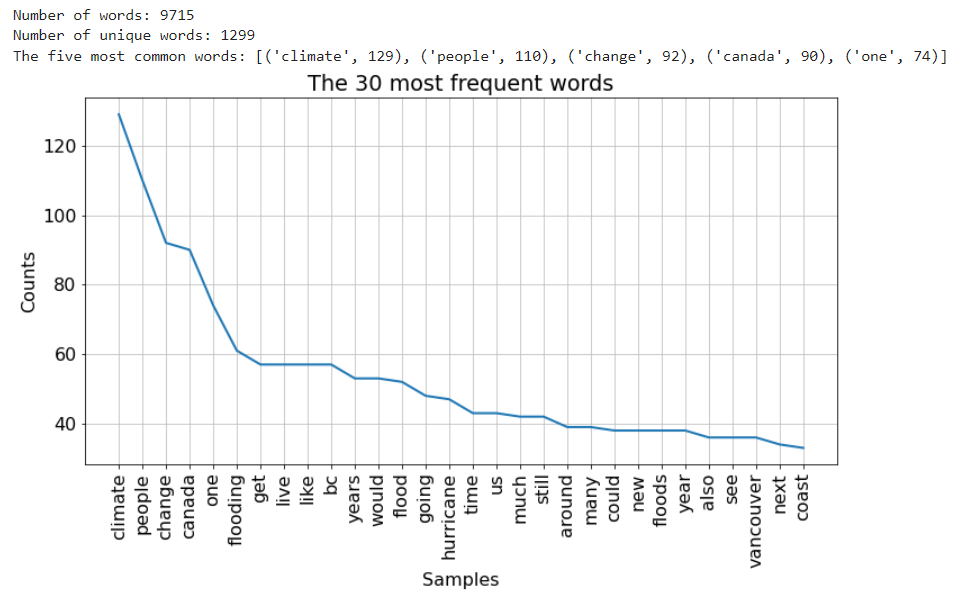 Number of words: 9715
Number of unique words: 1299
The five most common words: [('climate', 129), ('people', 110), ('change', 92), ('canada', 90), ('one', 74)]
The 30 most frequent words
120
100
80
60
40
Counts
climate
people
change
canada
one
flooding
get
live
like
bc
years
would
flood
going
hurricane
time
us
much
still
around
many
could
new
floods
year
also
see
vancouver
next
coast
Samples